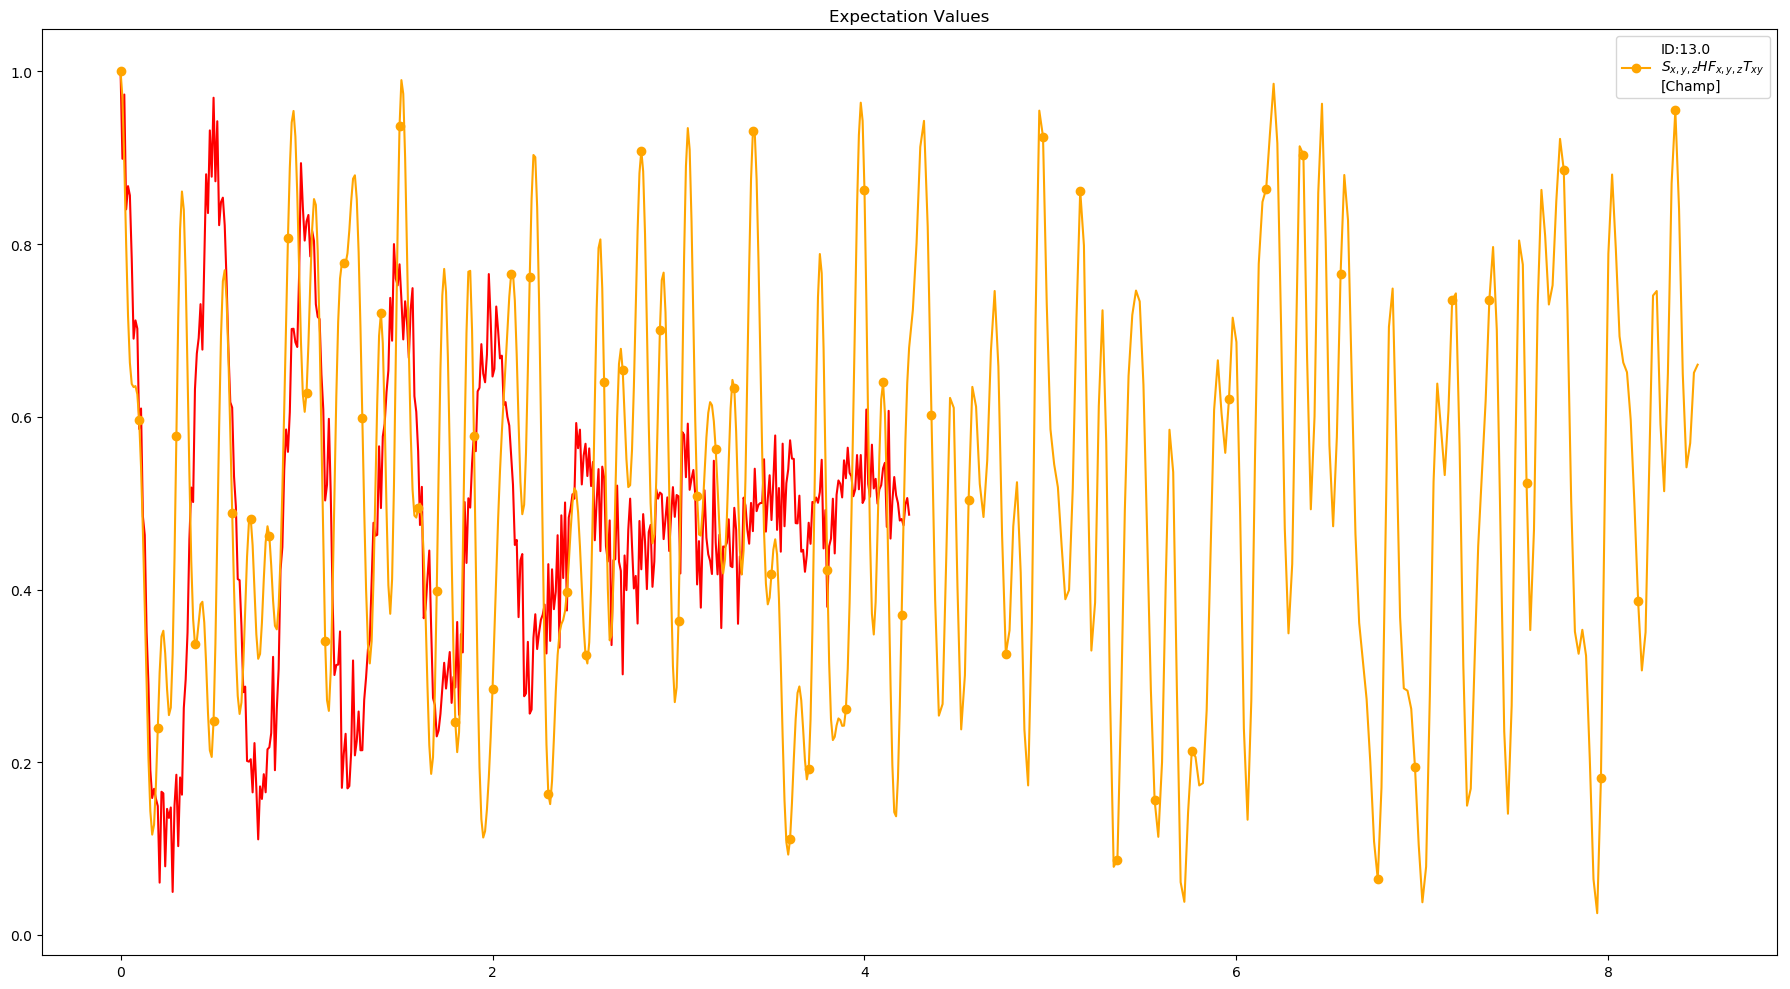 Expectation Values
ID:13.0
S_{x,y,z}HF_{x,y,z}T_{xy}
[Champ]
1.0
0.8
0.6
0.4
0.2
0.0
0 2 4 6 8